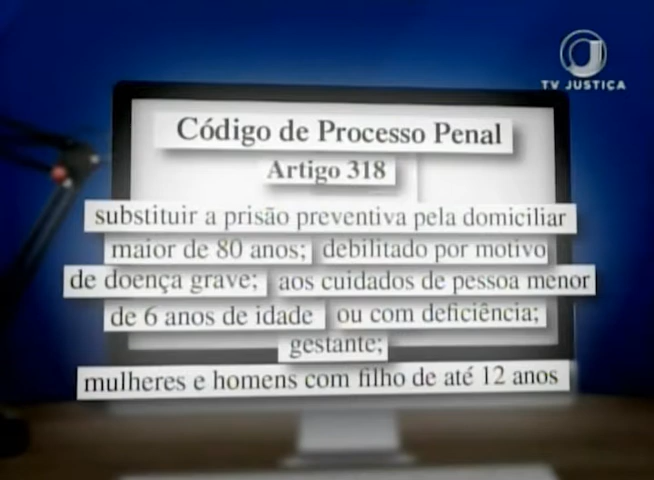 TV JUSTIÇA
Código de Processo Penal
Artigo 318
substituir a prisão preventiva pela domiciliar
maior de 80 anos; debilitado por motivo
de doença grave; aos cuidados de pessoa menor
de 6 anos de idade ou com deficiência;
gestante;
mulheres e homens com filho de até 12 anos